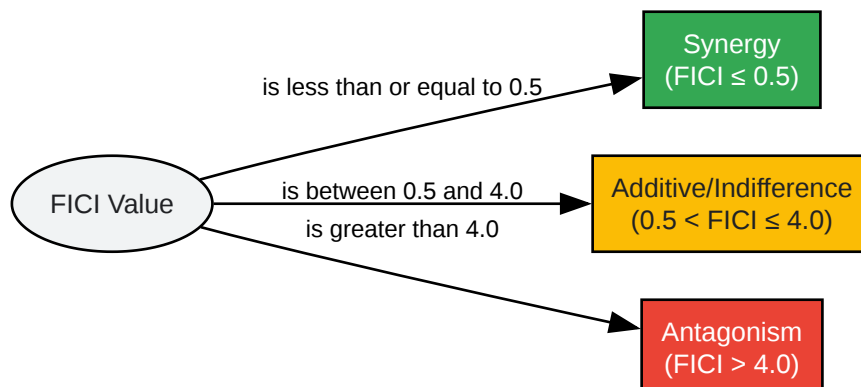 Synergy
(FICI ≤ 0.5)
is less than or equal to 0.5
FICI Value
is between 0.5 and 4.0
Additive/Indifference
(0.5 < FICI ≤ 4.0)
is greater than 4.0
Antagonism
(FICI > 4.0)